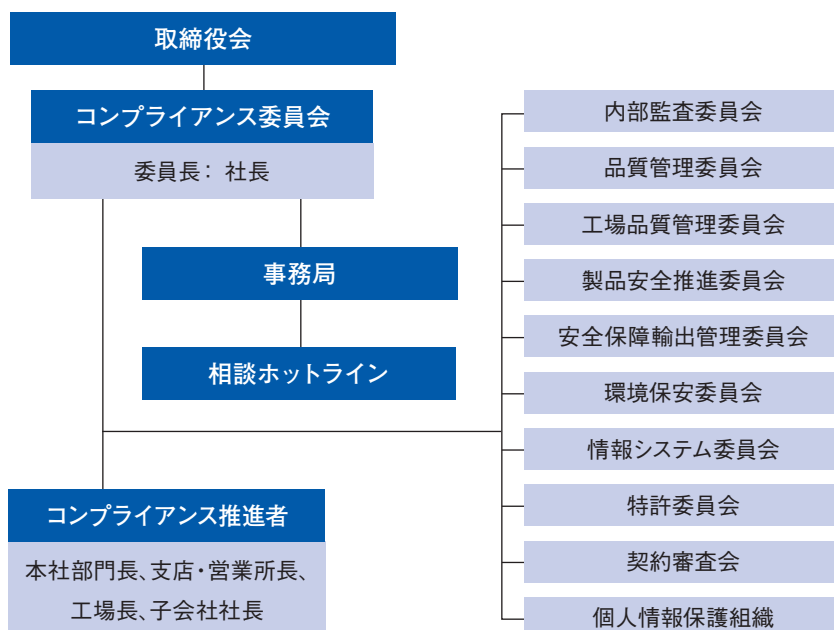 取締役会
コンプライアンス委員会
委員長： 社長
事務局
相談ホットライン
コンプライアンス推進者
本社部門長、支店・営業所長、
工場長、子会社社長
内部監査委員会
品質管理委員会
工場品質管理委員会
製品安全推進委員会
安全保障輸出管理委員会
環境保安委員会
情報システム委員会
特許委員会
契約審査会
個人情報保護組織